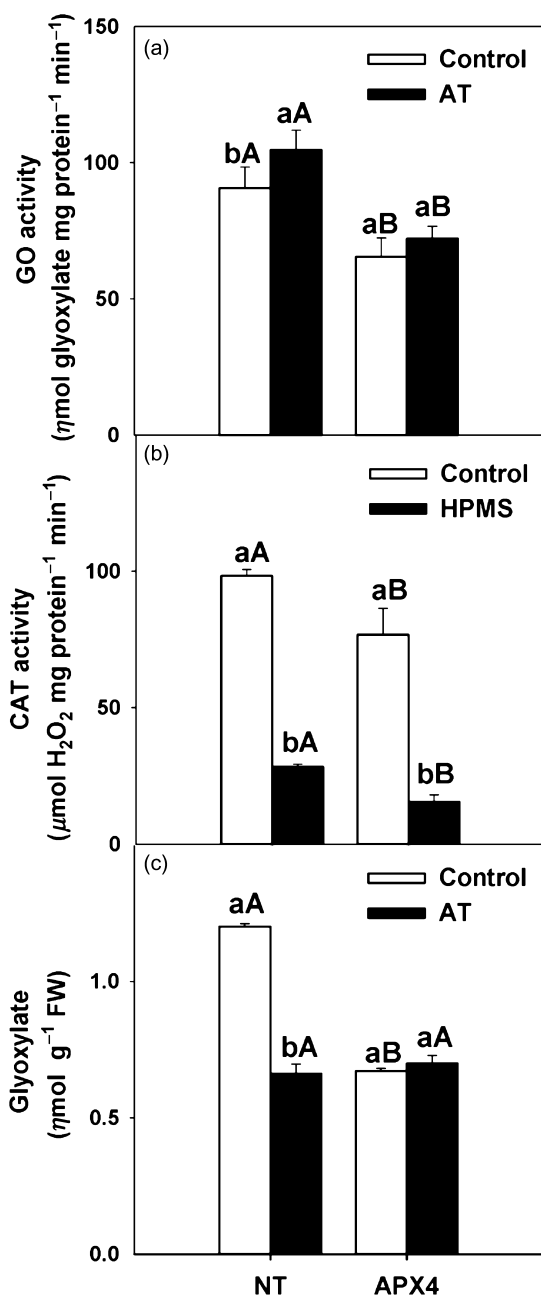 150
(a)
Control
AT
aA
bA
100
aB
aB
50
0
GO activity
(ηmol glyoxylate mg protein⁻¹ min⁻¹)
(b)
Control
HPMS
aA
100
aB
50
bA
bB
0
CAT activity
(μmol H₂O₂ mg protein⁻¹ min⁻¹)
(c)
Control
AT
aA
1.0
bA
aB
aA
0.5
0.0
Glyoxylate
(ηmol g⁻¹ FW)
NT
APX4